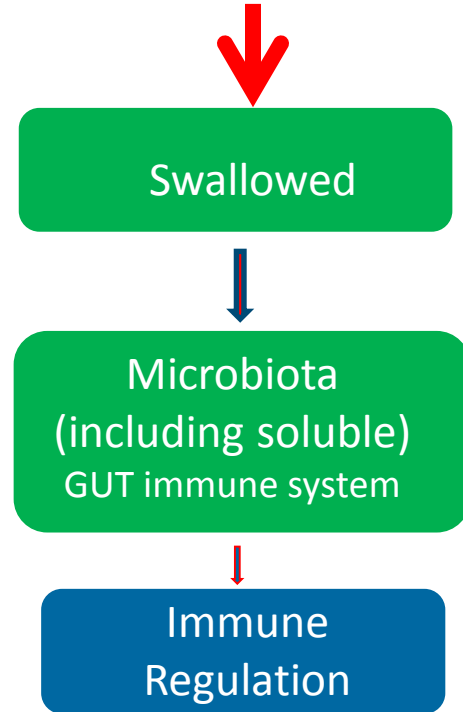 Swallowed
Microbiota
(including soluble)
GUT immune system
Immune
Regulation